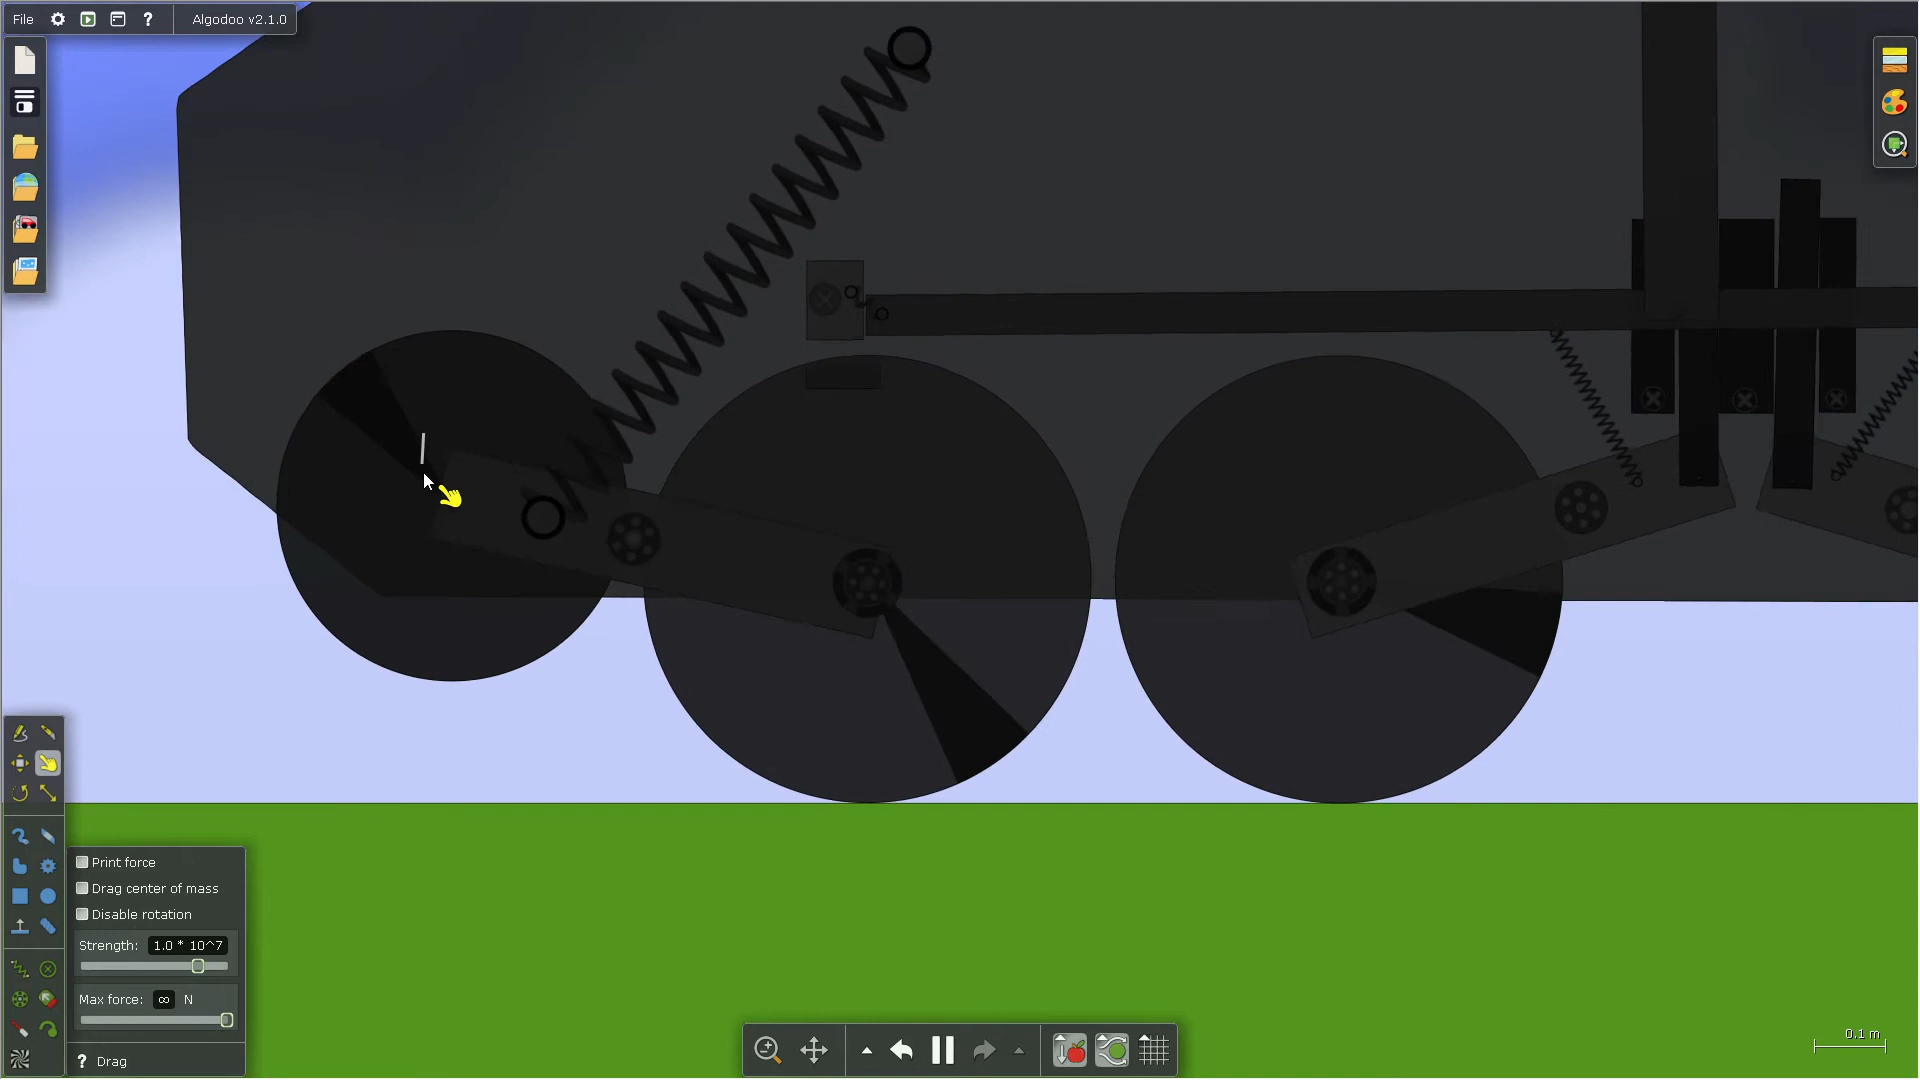 File
?
Algodoo v2.1.0
Print force
Drag center of mass
Disable rotation
Strength: 1.0 * 10^7
Max force: ∞ N
? Drag
0.1 m